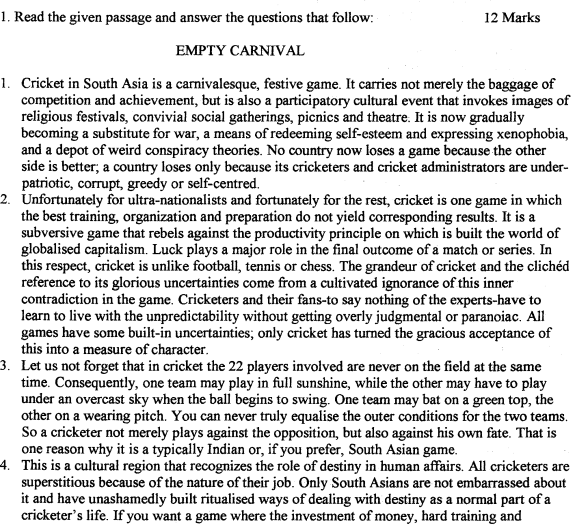 1. Read the given passage and answer the questions that follow: 12 Marks
EMPTY CARNIVAL
1. Cricket in South Asia is a carnivalesque, festive game. It carries not merely the baggage of
competition and achievement, but is also a participatory cultural event that invokes images of
religious festivals, convivial social gatherings, picnics and theatre. It is now gradually
becoming a substitute for war, a means of redeeming self-esteem and expressing xenophobia,
and a depot of weird conspiracy theories. No country now loses a game because the other
side is better; a country loses only because its cricketers and cricket administrators are under-
patriotic, corrupt, greedy or self-centred.
2. Unfortunately for ultra-nationalists and fortunately for the rest, cricket is one game in which
the best training, organization and preparation do not yield corresponding results. It is a
subversive game that rebels against the productivity principle on which is built the world of
globalised capitalism. Luck plays a major role in the final outcome of a match or series. In
this respect, cricket is unlike football, tennis or chess. The grandeur of cricket and the clichéd
reference to its glorious uncertainties come from a cultivated ignorance of this inner
contradiction in the game. Cricketers and their fans-to say nothing of the experts-have to
learn to live with the unpredictability without getting overly judgmental or paranoiac. All
games have some built-in uncertainties; only cricket has turned the gracious acceptance of
this into a measure of character.
3. Let us not forget that in cricket the 22 players involved are never on the field at the same
time. Consequently, one team may play in full sunshine, while the other may have to play
under an overcast sky when the ball begins to swing. One team may bat on a green top, the
other on a wearing pitch. You can never truly equalise the outer conditions for the two teams.
So a cricketer not merely plays against the opposition, but also against his own fate. That is
one reason why it is a typically Indian or, if you prefer, South Asian game.
4. This is a cultural region that recognizes the role of destiny in human affairs. All cricketers are
superstitious because of the nature of their job. Only South Asians are not embarrassed about
it and have unashamedly built ritualised ways of dealing with destiny as a normal part of a
cricketer's life. If you want a game where the investment of money, hard training and